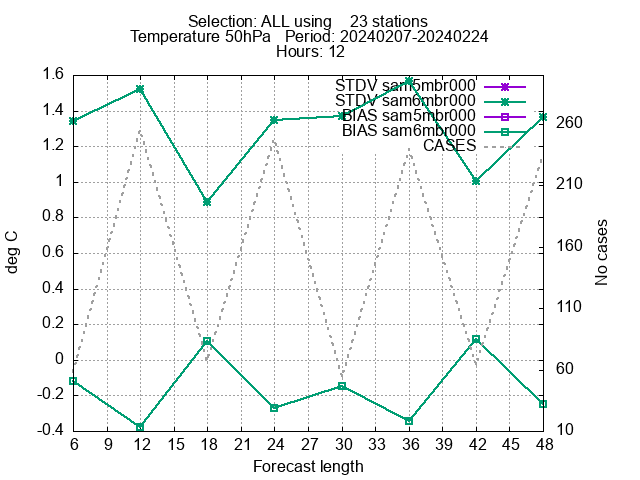 Selection: ALL using    23 stations
Temperature 50hPa   Period: 20240207-20240224
Hours: 12
STDV sam5mbr000
STDV sam6mbr000
BIAS sam5mbr000
BIAS sam6mbr000
CASES
1.6
1.4
1.2
1
0.8
0.6
0.4
0.2
0
-0.2
-0.4
deg C
260
210
160
110
60
10
No cases
6 9 12 15 18 21 24 27 30 33 36 39 42 45 48
Forecast length